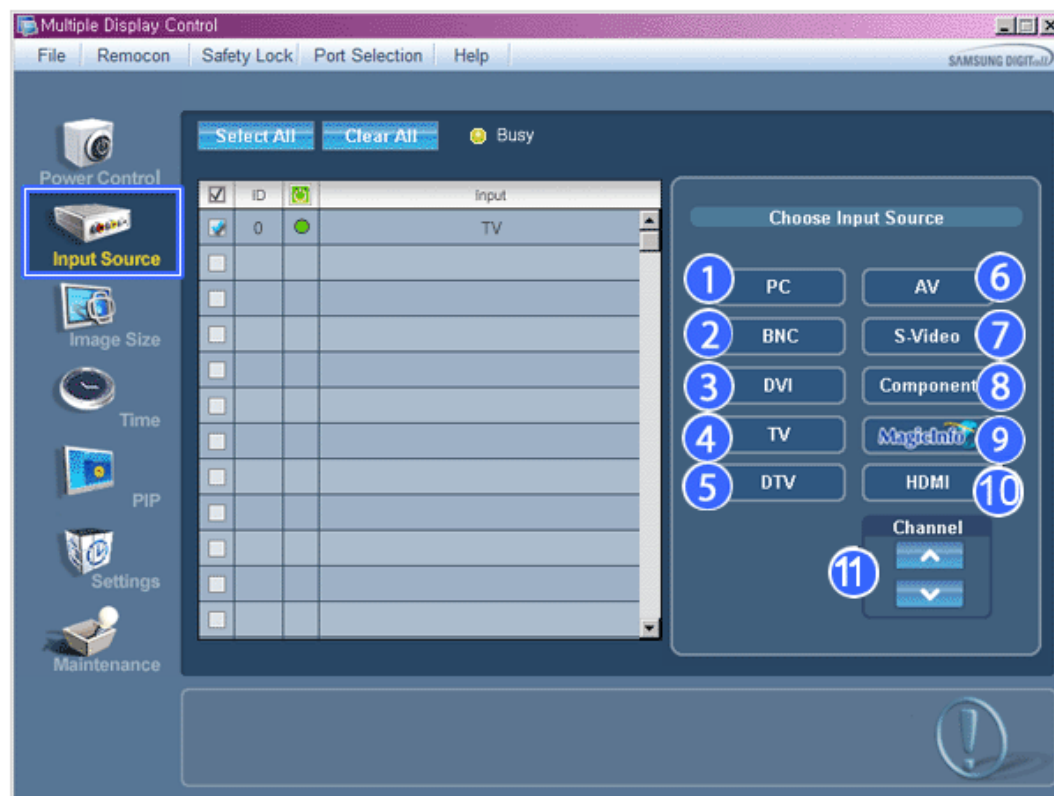 Multiple Display Control
File Remocon Safety Lock Port Selection Help
SAMSUNG DIGITall
Select All Clear All Busy
Power Control
Input Source
Image Size
Time
PIP
Settings
Maintenance
ID Input
0 TV
Choose Input Source
1 PC AV 6
2 BNC S-Video 7
3 DVI Component 8
4 TV MagicInfo 9
5 DTV HDMI 10
Channel
11